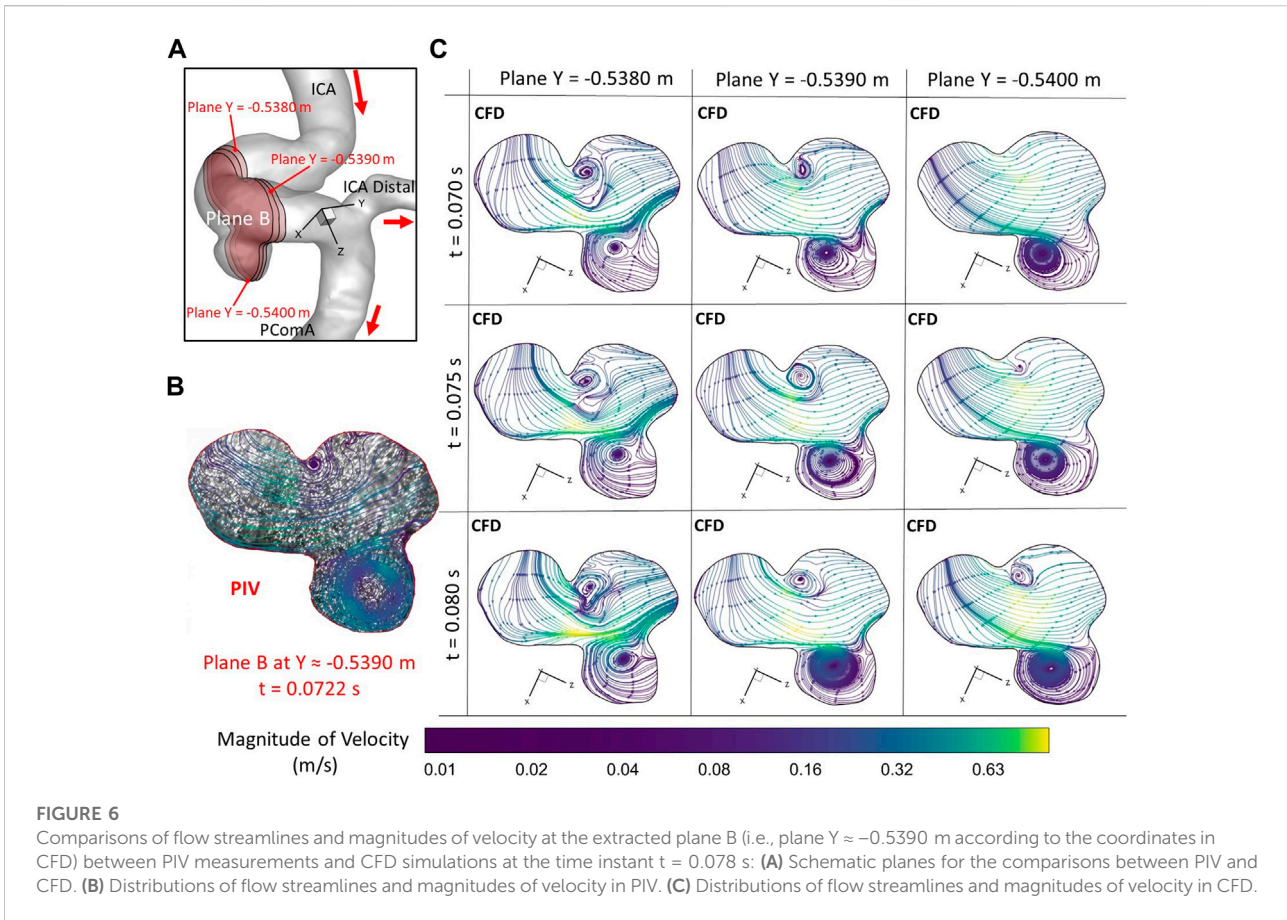 A
ICA
Plane Y = -0.5380 m
Plane Y = -0.5390 m
ICA Distal
Plane B
Y
X
Z
Plane Y = -0.5400 m
PComA
B
PIV
Plane B at Y ≈ -0.5390 m
t = 0.0722 s
C
Plane Y = -0.5380 m
Plane Y = -0.5390 m
Plane Y = -0.5400 m
t = 0.070 s
CFD
Y
X
Z
CFD
Y
X
Z
CFD
Y
X
Z
t = 0.075 s
CFD
Y
X
Z
CFD
Y
X
Z
CFD
Y
X
Z
t = 0.080 s
CFD
Y
X
Z
CFD
Y
X
Z
CFD
Y
X
Z
Magnitude of Velocity
(m/s)
0.01 0.02 0.04 0.08 0.16 0.32 0.63
FIGURE 6
Comparisons of flow streamlines and magnitudes of velocity at the extracted plane B (i.e., plane Y ≈ −0.5390 m according to the coordinates in
CFD) between PIV measurements and CFD simulations at the time instant t = 0.078 s: (A) Schematic planes for the comparisons between PIV and
CFD. (B) Distributions of flow streamlines and magnitudes of velocity in PIV. (C) Distributions of flow streamlines and magnitudes of velocity in CFD.